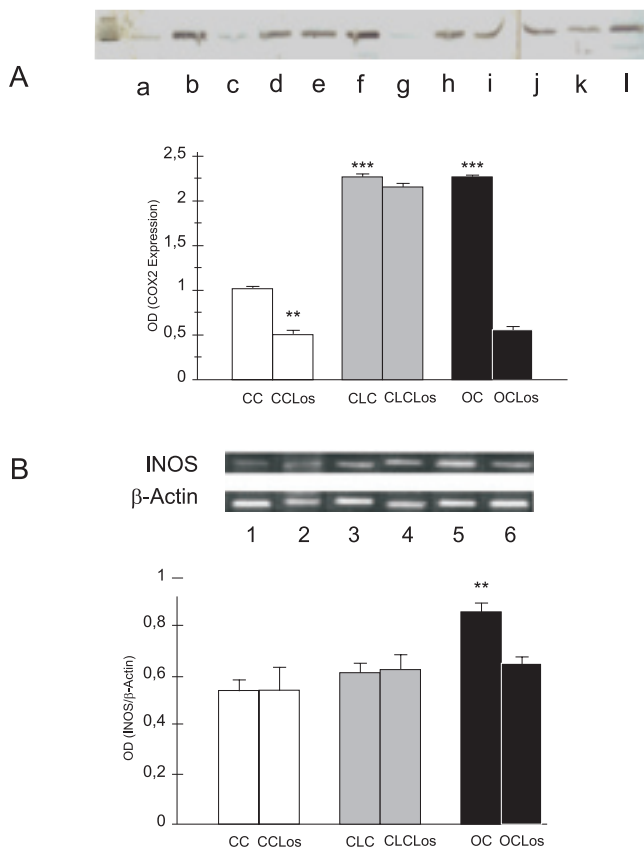 A
a b c d e f g h i j k l
2,5
2
1,5
1
0,5
0
OD (COX2 Expression)
** *** ***
CC CCLos CLC CLCLos OC OCLos
B
INOS
β-Actin
1 2 3 4 5 6
1
0,8
0,6
0,4
0,2
0
OD (INOS/β-Actin)
**
CC CCLos CLC CLCLos OC OCLos